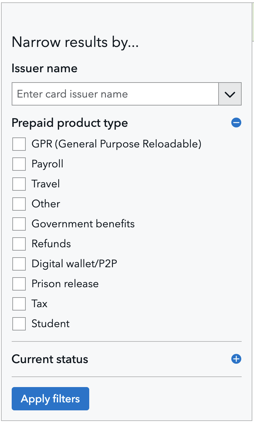 Narrow results by...
Issuer name
Enter card issuer name
Prepaid product type
GPR (General Purpose Reloadable)
Payroll
Travel
Other
Government benefits
Refunds
Digital wallet/P2P
Prison release
Tax
Student
Current status
Apply filters